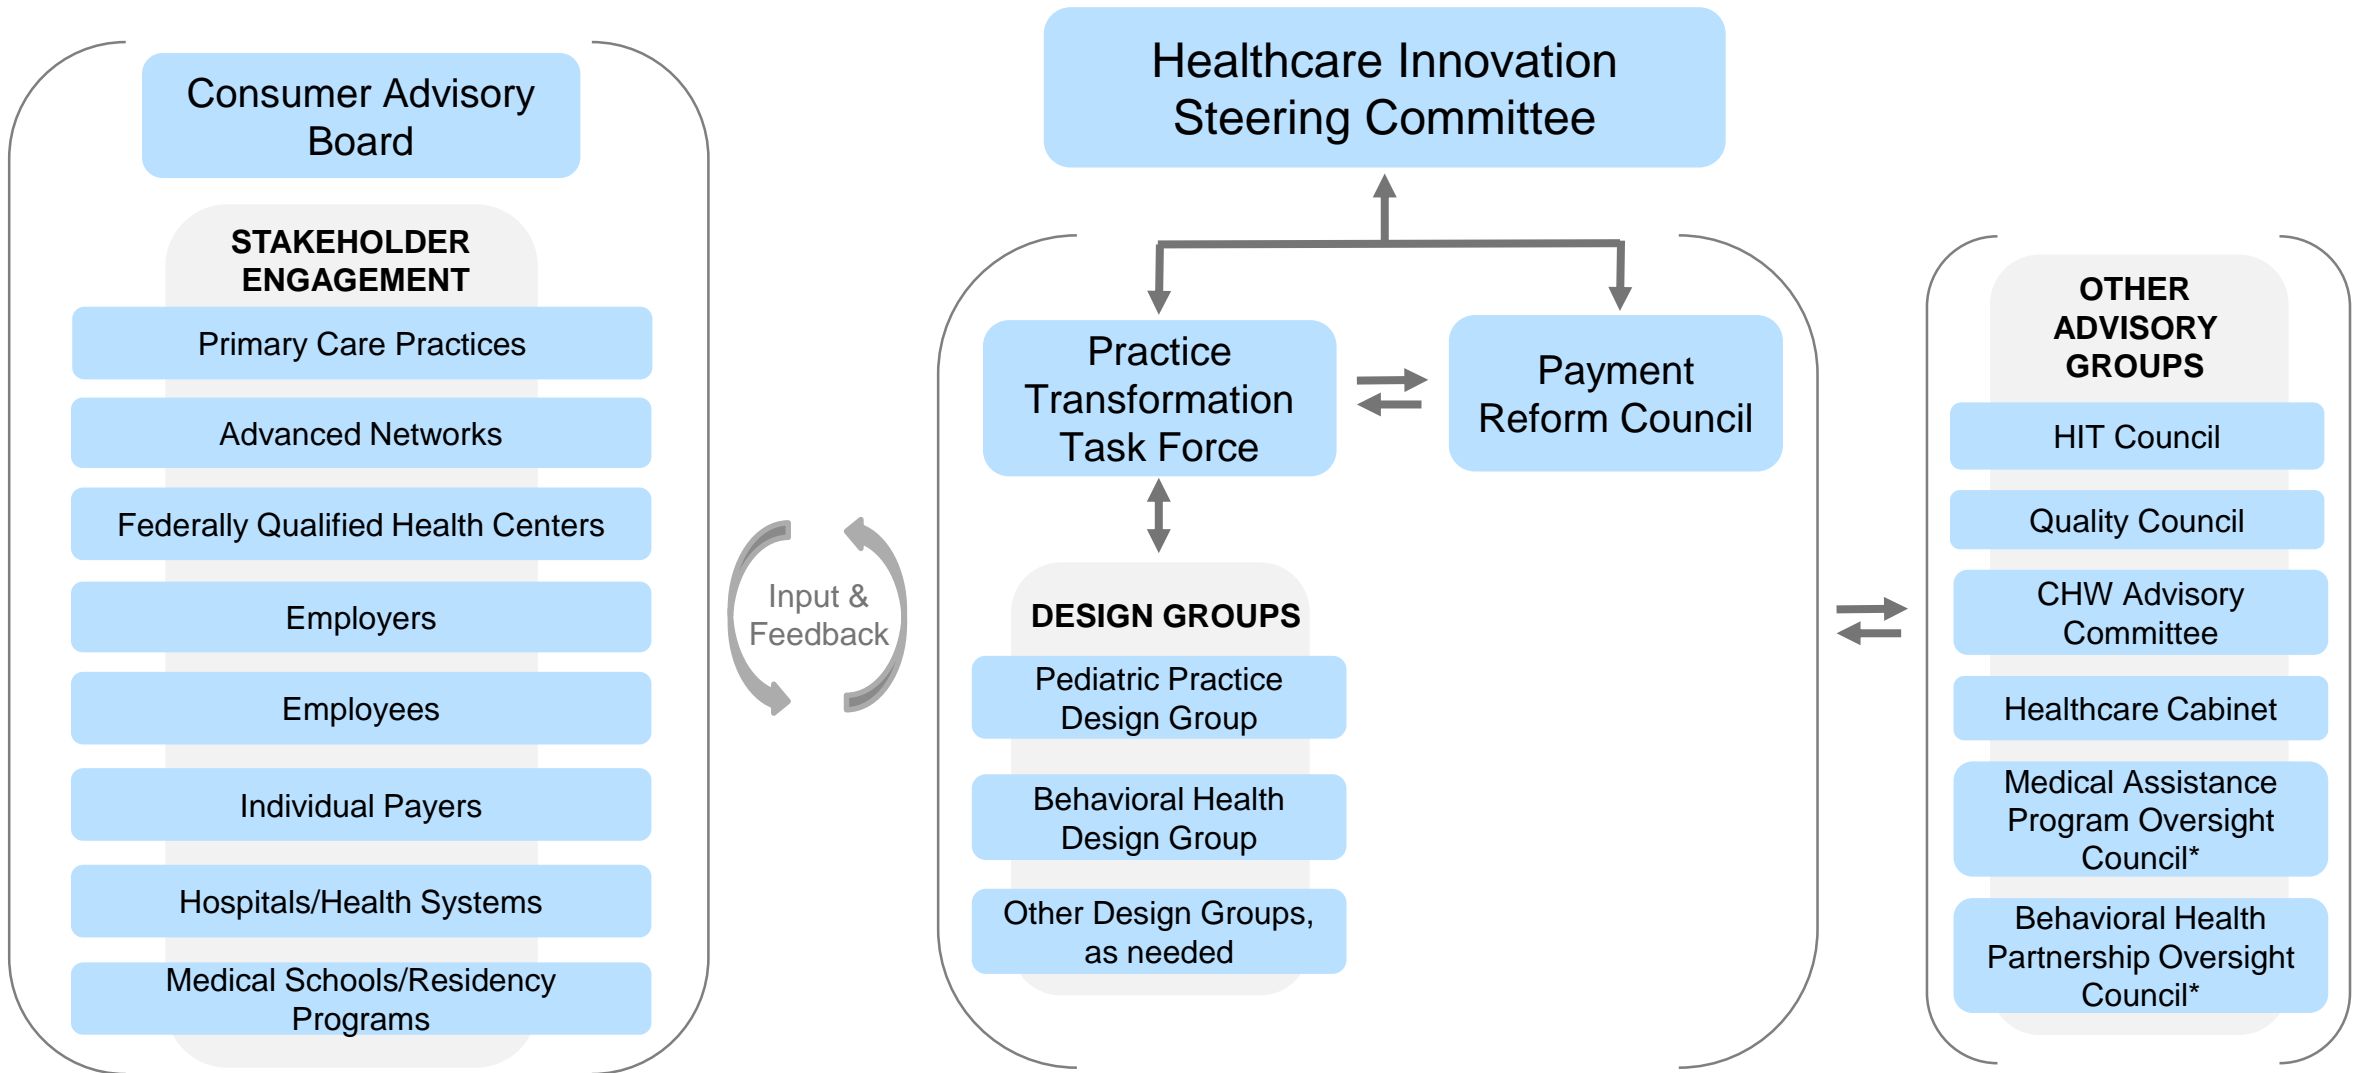 Consumer Advisory
Board
STAKEHOLDER
ENGAGEMENT
Primary Care Practices
Advanced Networks
Federally Qualified Health Centers
Employers
Employees
Individual Payers
Hospitals/Health Systems
Medical Schools/Residency
Programs
Input &
Feedback
Healthcare Innovation
Steering Committee
Practice
Transformation
Task Force
Payment
Reform Council
DESIGN GROUPS
Pediatric Practice
Design Group
Behavioral Health
Design Group
Other Design Groups,
as needed
OTHER
ADVISORY
GROUPS
HIT Council
Quality Council
CHW Advisory
Committee
Healthcare Cabinet
Medical Assistance
Program Oversight
Council*
Behavioral Health
Partnership Oversight
Council*